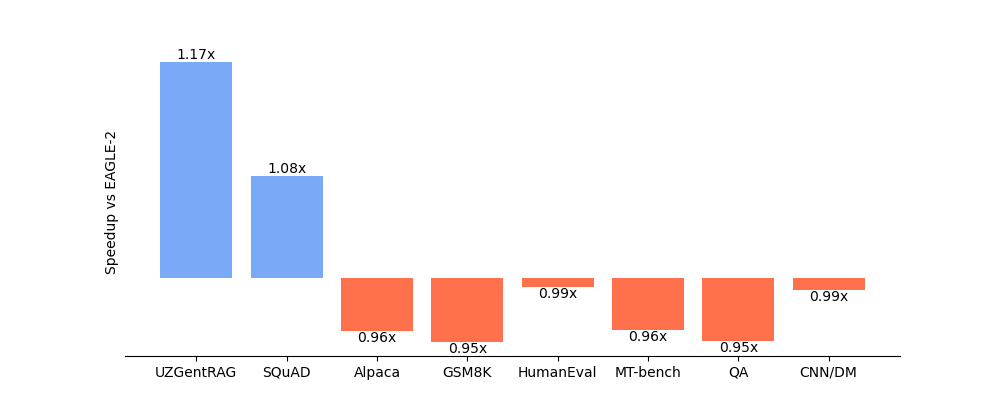 1.17x
1.08x
0.96x
0.95x
0.99x
0.96x
0.95x
0.99x
Speedup vs EAGLE-2
UZGentRAG SQuAD Alpaca GSM8K HumanEval MT-bench QA CNN/DM